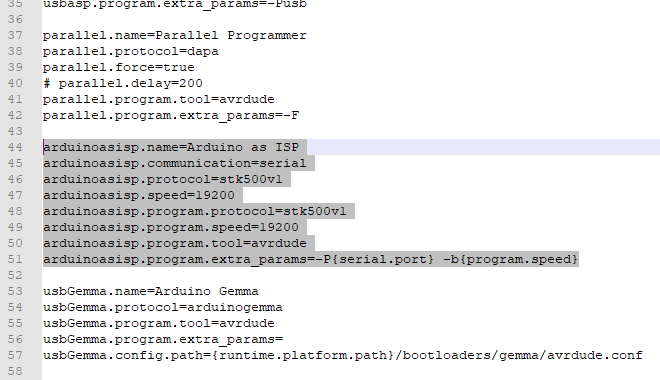 35 usbasp.program.extra_params=-Pusb
36
37 parallel.name=Parallel Programmer
38 parallel.protocol=dapa
39 parallel.force=true
40 # parallel.delay=200
41 parallel.program.tool=avrdude
42 parallel.program.extra_params=-F
43
44 arduinoasisp.name=Arduino as ISP
45 arduinoasisp.communication=serial
46 arduinoasisp.protocol=stk500v1
47 arduinoasisp.speed=19200
48 arduinoasisp.program.protocol=stk500v1
49 arduinoasisp.program.speed=19200
50 arduinoasisp.program.tool=avrdude
51 arduinoasisp.program.extra_params=-P{serial.port} -b{program.speed}
52
53 usbGemma.name=Arduino Gemma
54 usbGemma.protocol=arduinogemma
55 usbGemma.program.tool=avrdude
56 usbGemma.program.extra_params=
57 usbGemma.config.path={runtime.platform.path}/bootloaders/gemma/avrdude.conf
58